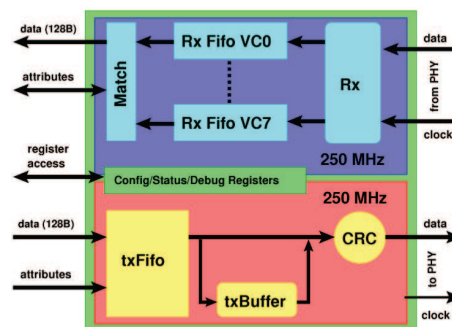 data (128B)
Rx Fifo VC0
data
attributes
Match
Rx
from PHY
Rx Fifo VC7
clock
register
access
250 MHz
Config/Status/Debug Registers
250 MHz
data (128B)
data
txFifo
CRC
to PHY
attributes
txBuffer
clock